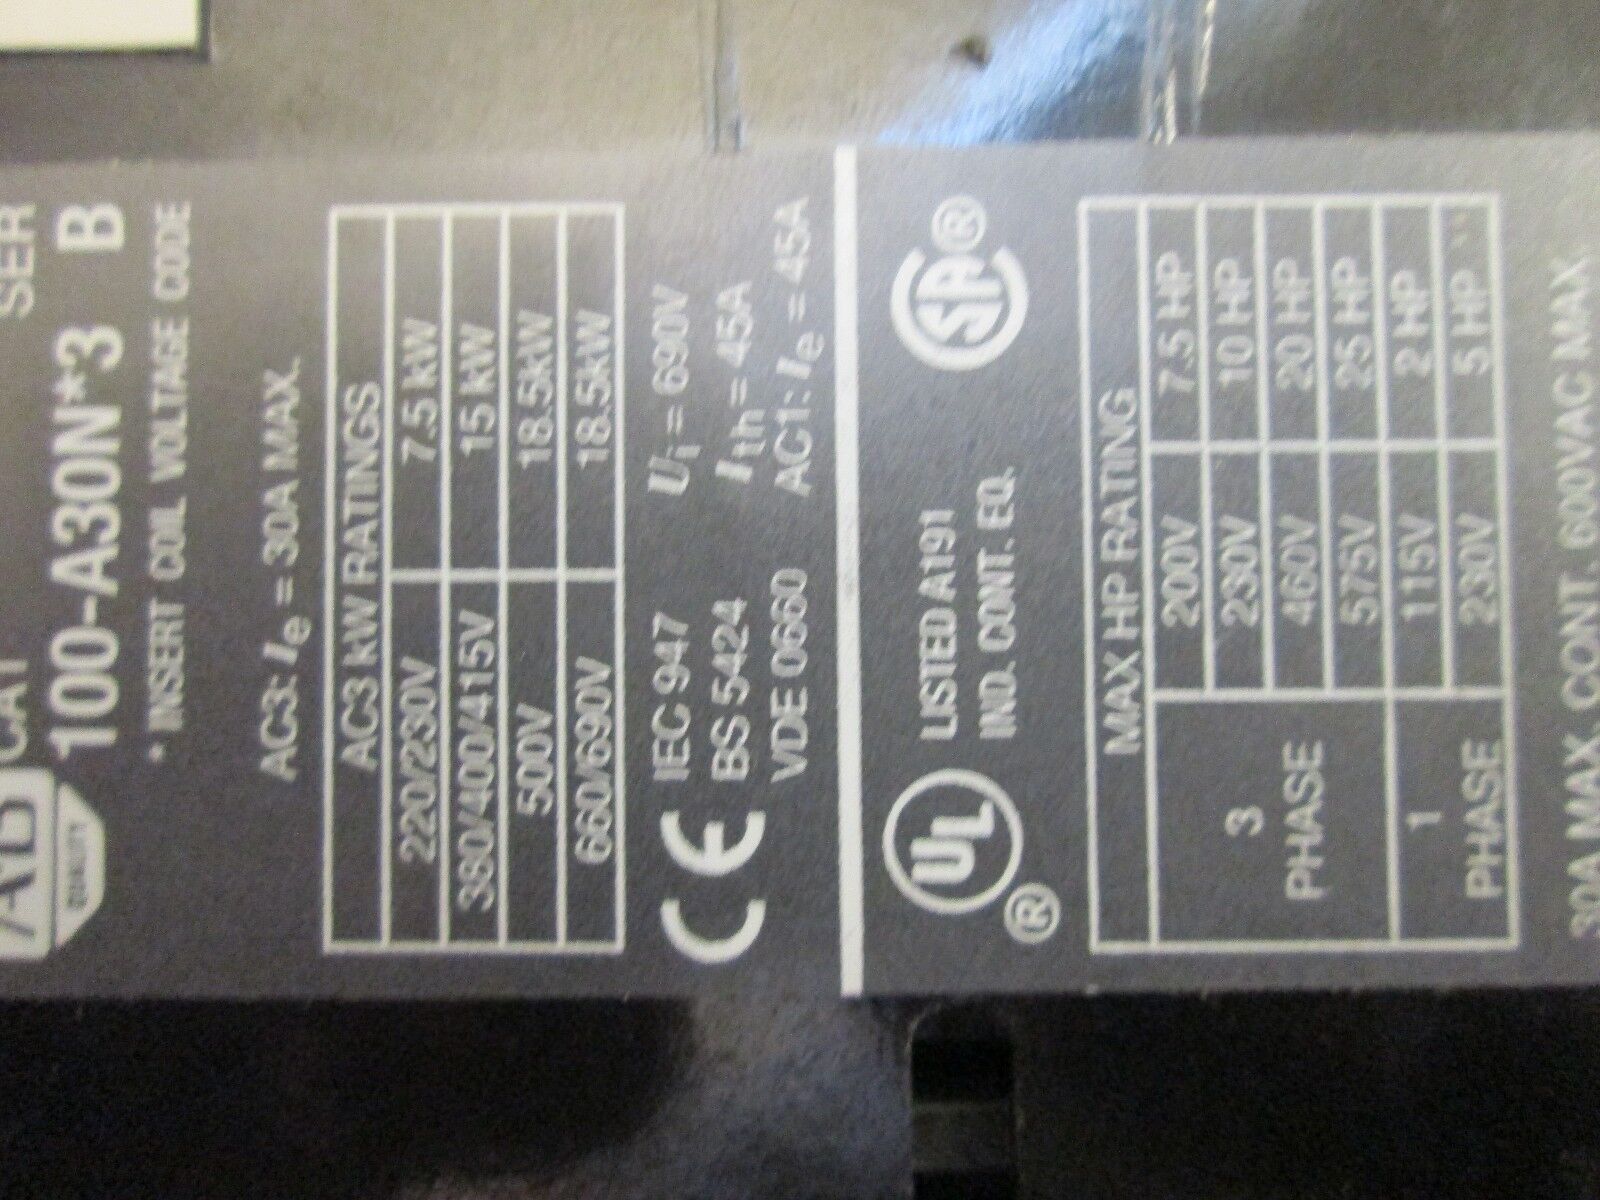 CAT SER
AB QUALITY
100-A30N*3 B
* INSERT COIL VOLTAGE CODE
AC3: Ie = 30A MAX.
AC3 kW RATINGS
220/230V 7.5 kW
380/400/415V 15 kW
500V 18.5kW
660/690V 18.5kW
CE IEC 947 Ui = 690V
BS 5424 Ith = 45A
VDE 0660 AC1: Ie = 45A
UL ® LISTED A191 SA ®
IND. CONT. EQ.
MAX HP RATING
3 PHASE
200V 7.5 HP
230V 10 HP
460V 20 HP
575V 25 HP
1 PHASE
115V 2 HP
230V 5 HP
30A MAX. CONT. 600VAC MAX